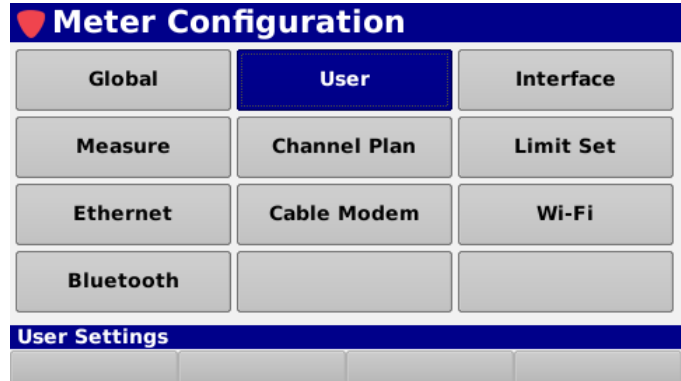 Meter Configuration
Global User Interface
Measure Channel Plan Limit Set
Ethernet Cable Modem Wi-Fi
Bluetooth
User Settings